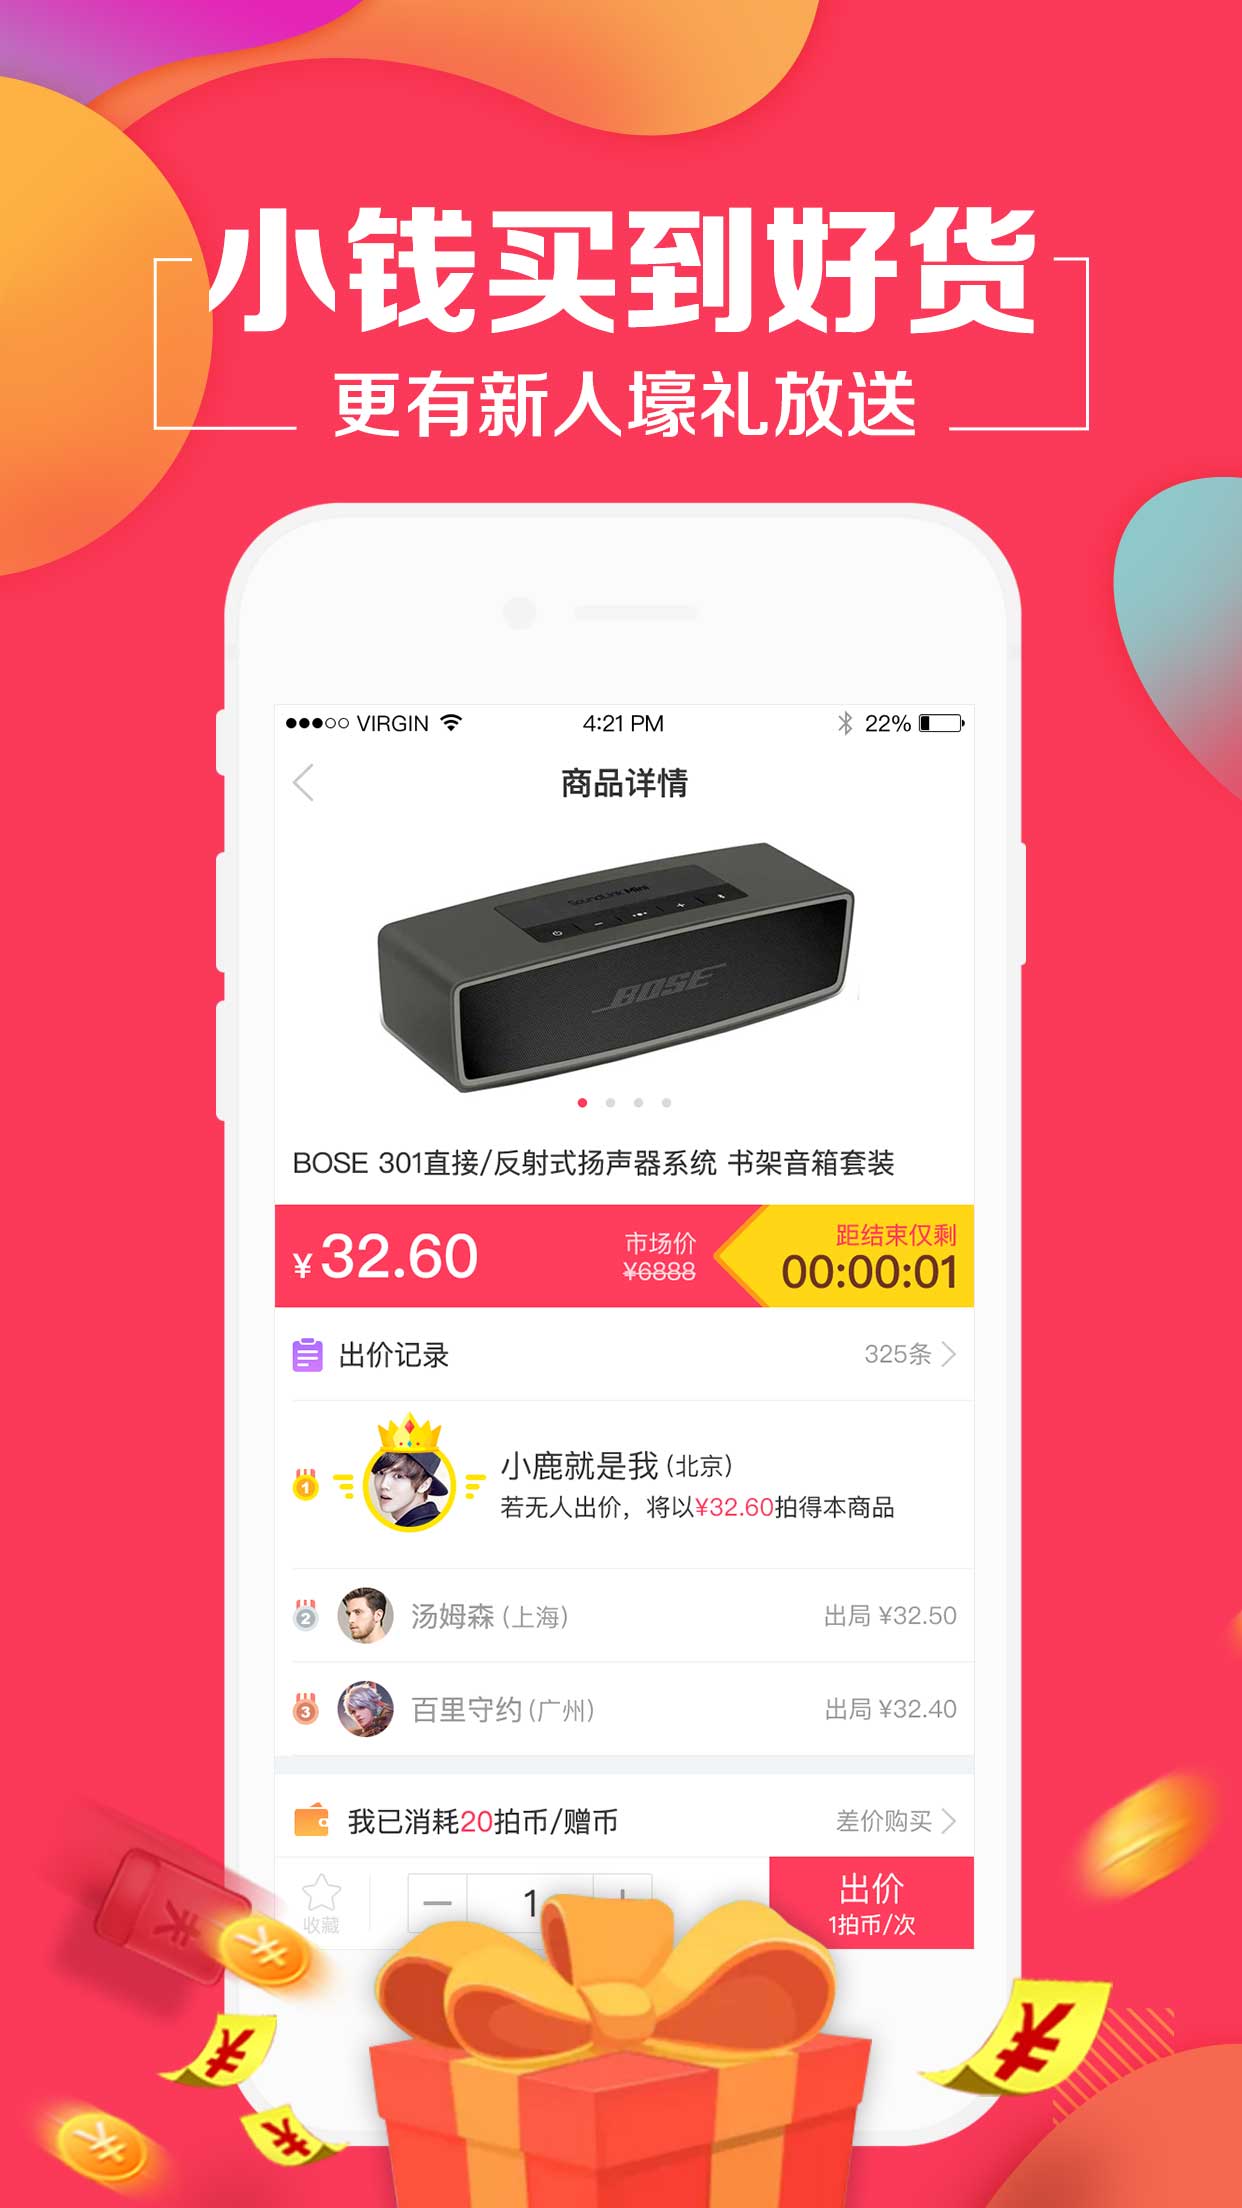 小钱买到好货
更有新人壕礼放送
VIRGIN 4:21 PM 22%
商品详情
SoundLink Mini
BOSE
BOSE 301直接/反射式扬声器系统 书架音箱套装
¥32.60 市场价 ¥6888
距结束仅剩
00:00:01
出价记录 325条
1
小鹿就是我(北京)
若无人出价，将以¥32.60拍得本商品
2 汤姆森(上海) 出局 ¥32.50
3 百里守约(广州) 出局 ¥32.40
我已消耗20拍币/赠币 差价购买
收藏
1
出价
1拍币/次
¥
¥
¥
¥
¥
¥